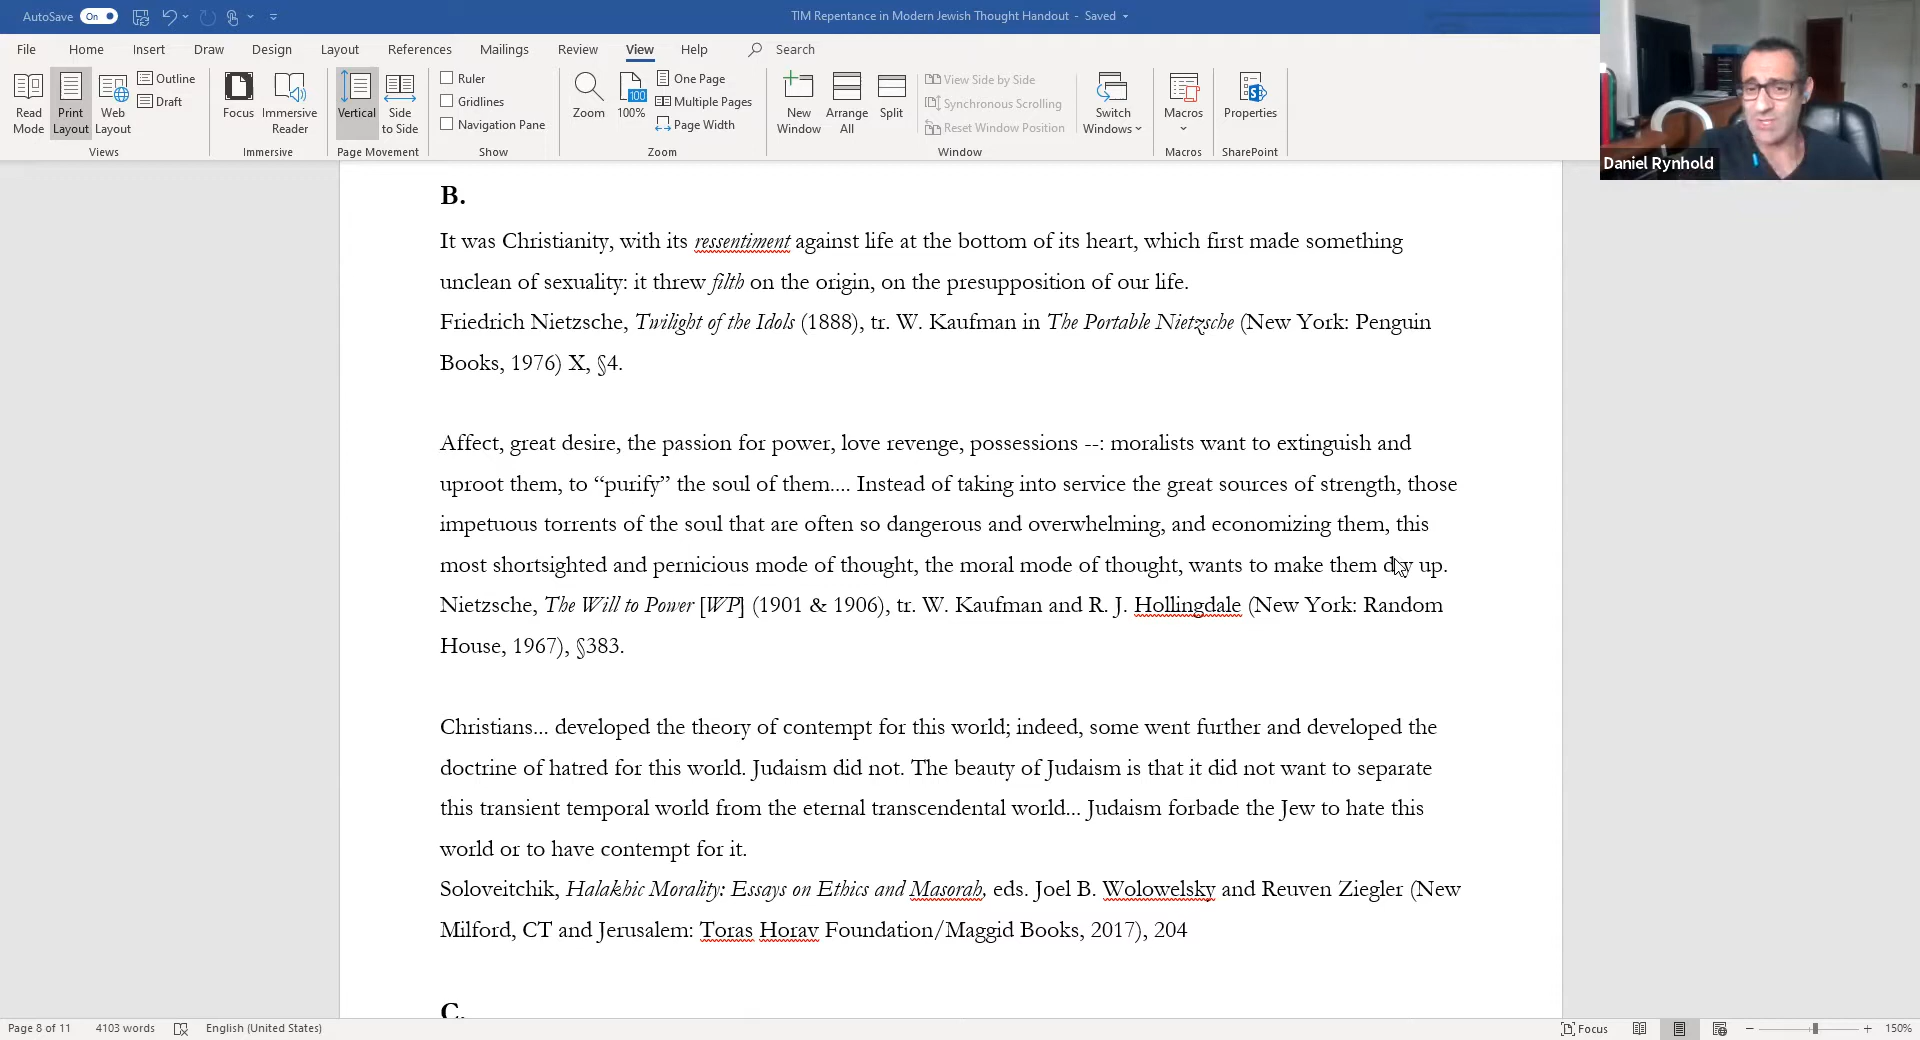 AutoSave On
TIM Repentance in Modern Jewish Thought Handout - Saved
File Home Insert Draw Design Layout References Mailings Review View Help Search
Read Mode
Print Layout
Web Layout
Outline
Draft
Views
Focus
Immersive Reader
Immersive
Vertical
Side to Side
Page Movement
Ruler
Gridlines
Navigation Pane
Show
Zoom
100
100%
One Page
Multiple Pages
Page Width
Zoom
New Window
Arrange All
Split
View Side by Side
Synchronous Scrolling
Reset Window Position
Switch Windows
Window
Macros
Macros
Properties
SharePoint
Daniel Rynhold
B.
It was Christianity, with its ressentiment against life at the bottom of its heart, which first made something
unclean of sexuality: it threw filth on the origin, on the presupposition of our life.
Friedrich Nietzsche, Twilight of the Idols (1888), tr. W. Kaufman in The Portable Nietzsche (New York: Penguin
Books, 1976) X, §4.
Affect, great desire, the passion for power, love revenge, possessions --: moralists want to extinguish and
uproot them, to “purify” the soul of them.... Instead of taking into service the great sources of strength, those
impetuous torrents of the soul that are often so dangerous and overwhelming, and economizing them, this
most shortsighted and pernicious mode of thought, the moral mode of thought, wants to make them dry up.
Nietzsche, The Will to Power [WP] (1901 & 1906), tr. W. Kaufman and R. J. Hollingdale (New York: Random
House, 1967), §383.
Christians... developed the theory of contempt for this world; indeed, some went further and developed the
doctrine of hatred for this world. Judaism did not. The beauty of Judaism is that it did not want to separate
this transient temporal world from the eternal transcendental world... Judaism forbade the Jew to hate this
world or to have contempt for it.
Soloveitchik, Halakhic Morality: Essays on Ethics and Masorah, eds. Joel B. Wolowelsky and Reuven Ziegler (New
Milford, CT and Jerusalem: Toras Horav Foundation/Maggid Books, 2017), 204
C.
Page 8 of 11 4103 words English (United States) Focus 150%